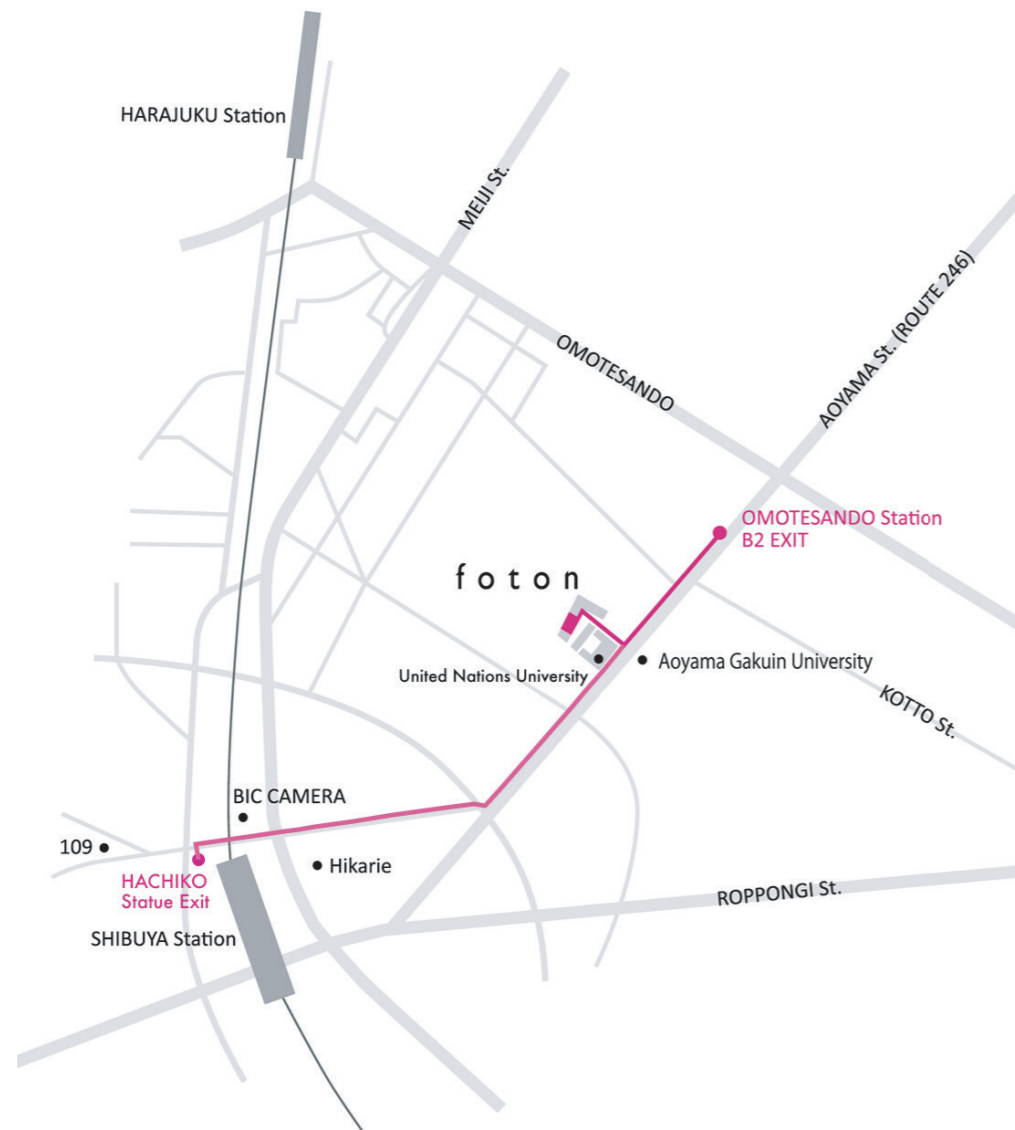 HARAJUKU Station
MEIJI St.
OMOTESANDO
AOYAMA St. (ROUTE 246)
OMOTESANDO Station
B2 EXIT
foton
United Nations University
Aoyama Gakuin University
KOTTO St.
BIC CAMERA
109
Hikarie
HACHIKO
Statue Exit
ROPPONGI St.
SHIBUYA Station